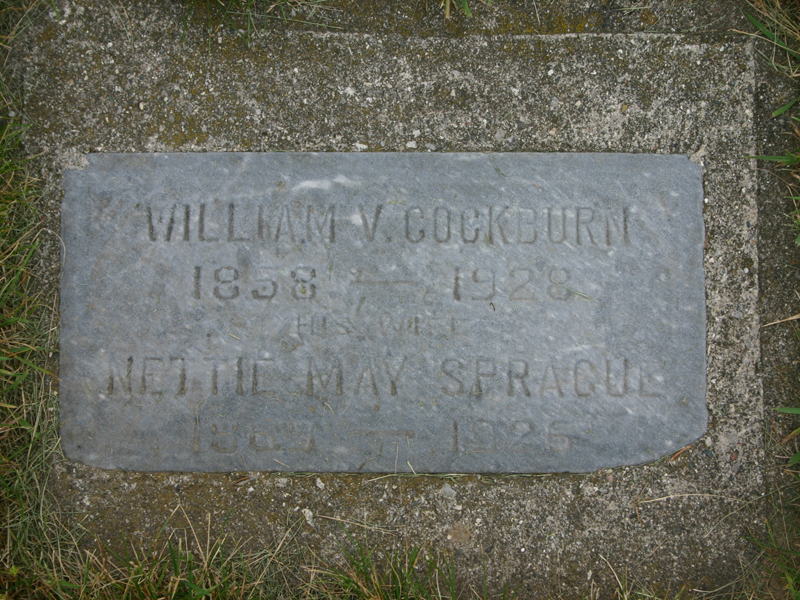 WILLIAM V. COCKBURN
1858 — 1928
HIS WIFE
NETTIE MAY SPRAGUE